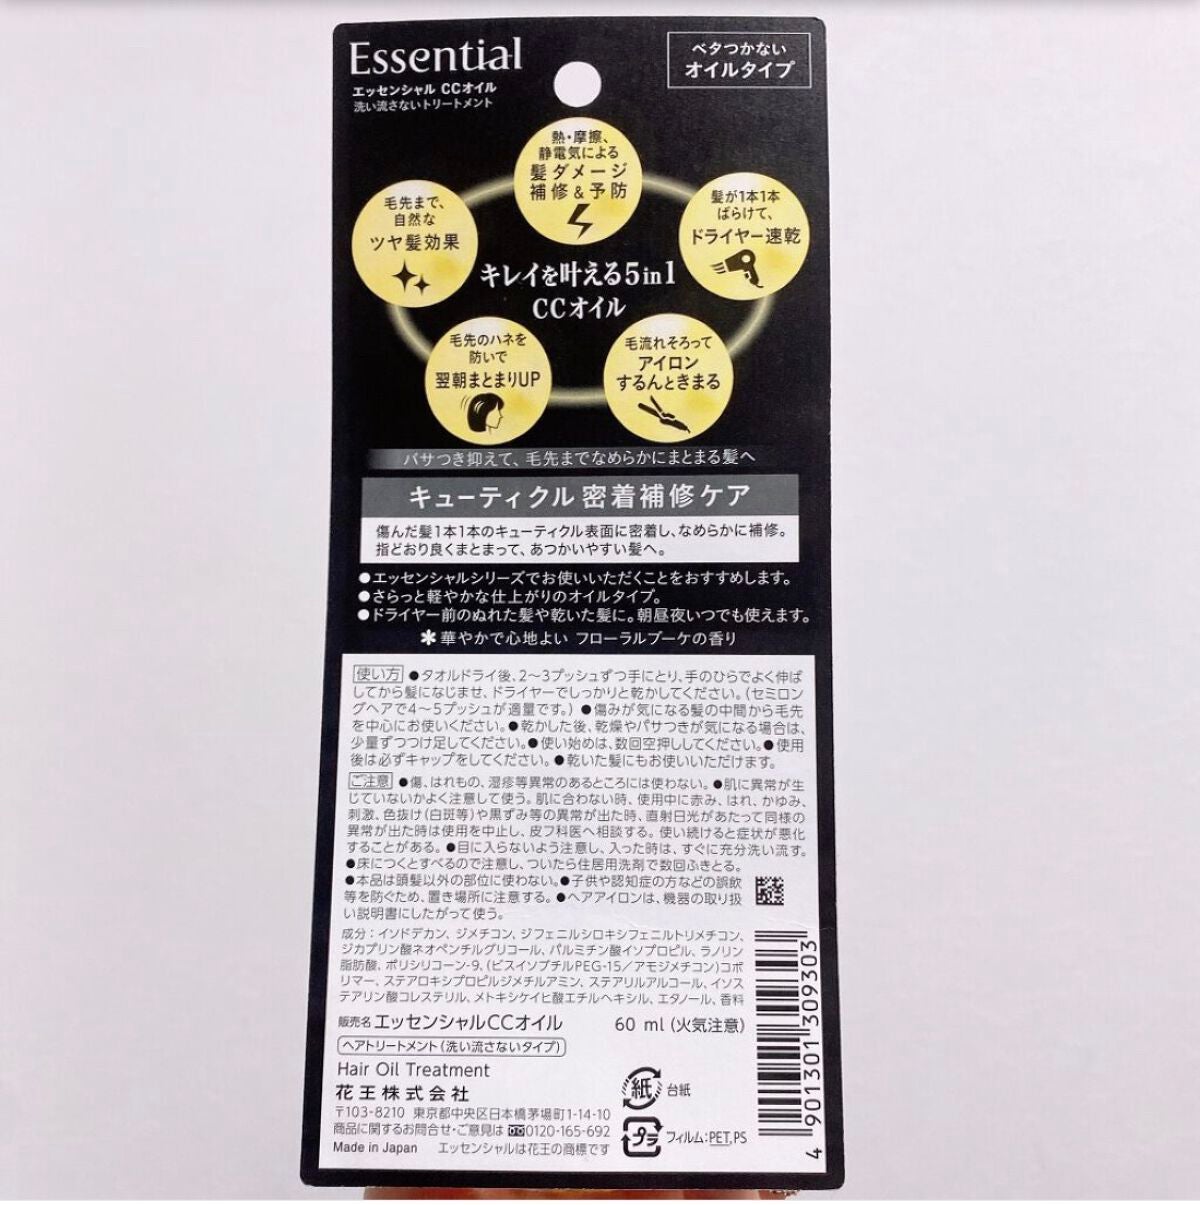 Essential
エッセンシャル CCオイル
洗い流さないトリートメント
ベタつかない
オイルタイプ
熱・摩擦、
静電気による
髪ダメージ
補修&予防
毛先まで、
自然な
ツヤ髪効果
髪が1本1本
ばらけて、
ドライヤー速乾
キレイを叶える5in1
CCオイル
毛先のハネを
防いで
翌朝まとまりUP
毛流れそろって
アイロン
するんときまる
パサつき抑えて、毛先までなめらかにまとまる髪へ
キューティクル 密着補修ケア
傷んだ髪1本1本のキューティクル表面に密着し、なめらかに補修。
指どおり良くまとまって、あつかいやすい髪へ。
●エッセンシャルシリーズでお使いいただくことをおすすめします。
●さらっと軽やかな仕上がりのオイルタイプ。
●ドライヤー前のぬれた髪や乾いた髪に。朝昼夜いつでも使えます。
✱華やかで心地よい フローラルブーケの香り
使い方 ●タオルドライ後、2〜3プッシュずつ手にとり、手のひらでよく伸ば
してから髪になじませ、ドライヤーでしっかりと乾かしてください。(セミロン
グヘアで4〜5プッシュが適量です。) ●傷みが気になる髪の中間から毛先
を中心にお使いください。●乾かした後、乾燥やパサつきが気になる場合は、
少量ずつつけ足してください。●使い始めは、数回空押ししてください。●使用
後は必ずキャップをしてください。●乾いた髪にもお使いいただけます。
ご注意 ●傷、はれもの、湿疹等異常のあるところには使わない。●肌に異常が生
じていないかよく注意して使う。肌に合わない時、使用中に赤み、はれ、かゆみ、
刺激、色抜け(白斑等)や黒ずみ等の異常が出た時、直射日光があたって同様の
異常が出た時は使用を中止し、皮フ科医へ相談する。使い続けると症状が悪化
することがある。●目に入らないよう注意し、入った時は、すぐに充分洗い流す。
●床につくとすべるので注意し、ついたら住居用洗剤で数回ふきとる。
●本品は頭髪以外の部位に使わない。●子供や認知症の方などの誤飲
等を防ぐため、置き場所に注意する。●ヘアアイロンは、機器の取り扱
い説明書にしたがって使う。
成分:イソドデカン、ジメチコン、ジフェニルシロキシフェニルトリメチコン、
ジカプリン酸ネオペンチルグリコール、パルミチン酸イソプロピル、ラノリン
脂肪酸、ポリシリコーン-9、(ビスイソブチルPEG-15/アモジメチコン)コポ
リマー、ステアロキシプロピルジメチルアミン、ステアリルアルコール、イソス
テアリン酸コレステリル、メトキシケイヒ酸エチルヘキシル、エタノール、香料
販売名 エッセンシャルCCオイル 60 ml (火気注意)
ヘアトリートメント(洗い流さないタイプ)
Hair Oil Treatment
花王株式会社
〒103-8210 東京都中央区日本橋茅場町1-14-10
商品に関するお問合せ・ご意見は 0120-165-692
Made in Japan エッセンシャルは花王の商標です
紙 台紙
プラ フィルム:PET,PS
4 901301 309303